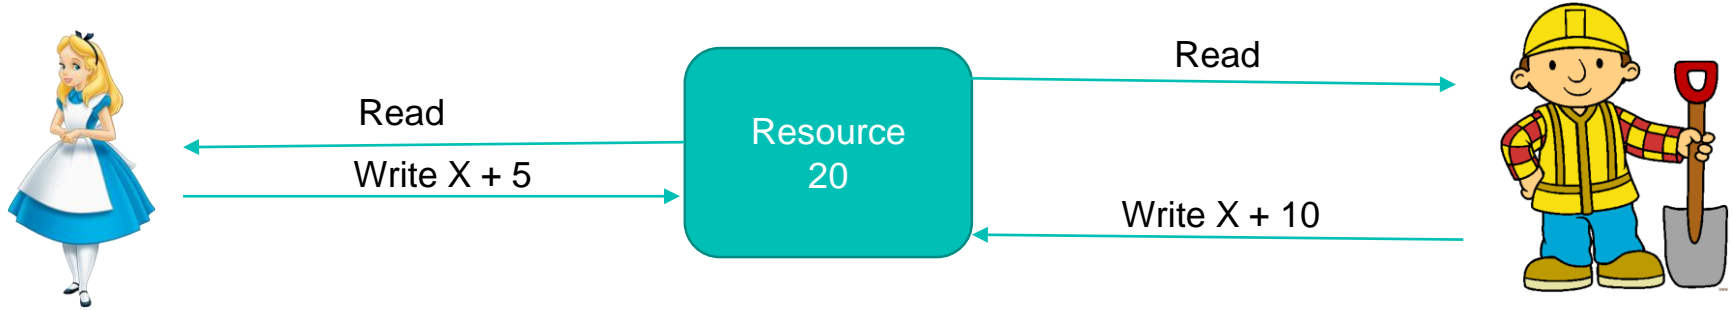 Read
Write X + 5
Resource
20
Read
Write X + 10